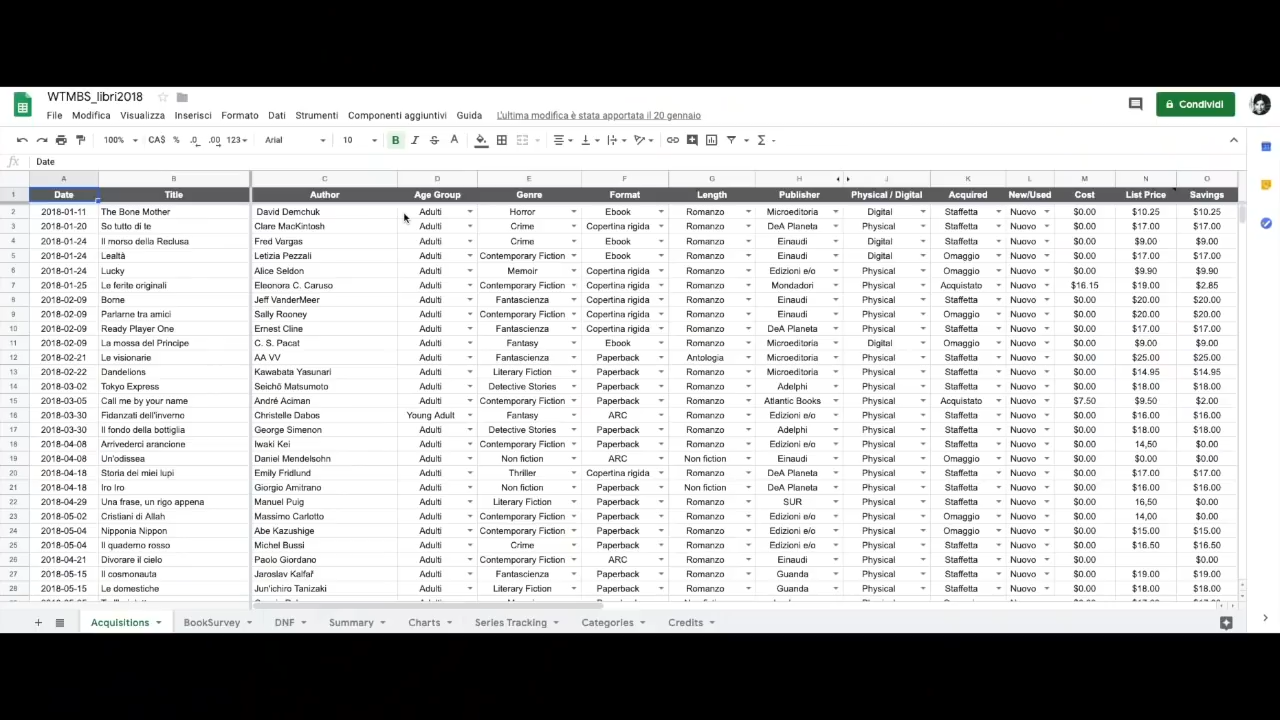 WTMBS_libri2018
File Modifica Visualizza Inserisci Formato Dati Strumenti Componenti aggiuntivi Guida L'ultima modifica è stata apportata il 20 gennaio
Condividi
100% CA$ % .0 .00 123 Arial 10 B I S A
fx Date
A B C D E F G H J K L M N O
1 Date Title Author Age Group Genre Format Length Publisher Physical / Digital Acquired New/Used Cost List Price Savings
2 2018-01-11 The Bone Mother David Demchuk Adulti Horror Ebook Romanzo Microeditoria Digital Staffetta Nuovo $0.00 $10.25 $10.25
3 2018-01-20 So tutto di te Clare MacKintosh Adulti Crime Copertina rigida Romanzo DeA Planeta Physical Staffetta Nuovo $0.00 $17.00 $17.00
4 2018-01-24 Il morso della Reclusa Fred Vargas Adulti Crime Ebook Romanzo Einaudi Digital Staffetta Nuovo $0.00 $9.00 $9.00
5 2018-01-24 Lealtà Letizia Pezzali Adulti Contemporary Fiction Ebook Romanzo Einaudi Digital Omaggio Nuovo $0.00 $17.00 $17.00
6 2018-01-24 Lucky Alice Seldon Adulti Memoir Copertina rigida Romanzo Edizioni e/o Physical Staffetta Nuovo $0.00 $9.90 $9.90
7 2018-01-25 Le ferite originali Eleonora C. Caruso Adulti Contemporary Fiction Copertina rigida Romanzo Mondadori Physical Acquistato Nuovo $16.15 $19.00 $2.85
8 2018-02-09 Borne Jeff VanderMeer Adulti Fantascienza Copertina rigida Romanzo Einaudi Physical Staffetta Nuovo $0.00 $20.00 $20.00
9 2018-02-09 Parlarne tra amici Sally Rooney Adulti Contemporary Fiction Copertina rigida Romanzo Einaudi Physical Omaggio Nuovo $0.00 $20.00 $20.00
10 2018-02-09 Ready Player One Ernest Cline Adulti Fantascienza Copertina rigida Romanzo DeA Planeta Physical Staffetta Nuovo $0.00 $17.00 $17.00
11 2018-02-09 La mossa del Principe C. S. Pacat Adulti Fantasy Ebook Romanzo Microeditoria Digital Omaggio Nuovo $0.00 $9.00 $9.00
12 2018-02-21 Le visionarie AA VV Adulti Fantascienza Paperback Antologia Microeditoria Physical Staffetta Nuovo $0.00 $25.00 $25.00
13 2018-02-22 Dandelions Kawabata Yasunari Adulti Literary Fiction Paperback Romanzo Microeditoria Physical Staffetta Nuovo $0.00 $14.95 $14.95
14 2018-03-02 Tokyo Express Seichō Matsumoto Adulti Detective Stories Paperback Romanzo Adelphi Physical Staffetta Nuovo $0.00 $18.00 $18.00
15 2018-03-05 Call me by your name André Aciman Adulti Contemporary Fiction Paperback Romanzo Atlantic Books Physical Acquistato Nuovo $7.50 $9.50 $2.00
16 2018-03-30 Fidanzati dell'inverno Christelle Dabos Young Adult Fantasy ARC Romanzo Edizioni e/o Physical Staffetta Nuovo $0.00 $16.00 $16.00
17 2018-03-30 Il fondo della bottiglia George Simenon Adulti Detective Stories Paperback Romanzo Adelphi Physical Staffetta Nuovo $0.00 $18.00 $18.00
18 2018-04-08 Arrivederci arancione Iwaki Kei Adulti Contemporary Fiction Paperback Romanzo Edizioni e/o Physical Staffetta Nuovo $0.00 14,50 $0.00
19 2018-04-08 Un'odissea Daniel Mendelsohn Adulti Non fiction ARC Non fiction Einaudi Physical Omaggio Nuovo $0.00 $0.00 $0.00
20 2018-04-18 Storia dei miei lupi Emily Fridlund Adulti Thriller Copertina rigida Romanzo DeA Planeta Physical Staffetta Nuovo $0.00 $17.00 $17.00
21 2018-04-18 Iro Iro Giorgio Amitrano Adulti Non fiction Paperback Non fiction DeA Planeta Physical Staffetta Nuovo $0.00 $16.00 $16.00
22 2018-04-29 Una frase, un rigo appena Manuel Puig Adulti Literary Fiction Paperback Romanzo SUR Physical Staffetta Nuovo $0.00 16,50 $0.00
23 2018-05-02 Cristiani di Allah Massimo Carlotto Adulti Contemporary Fiction Paperback Romanzo Edizioni e/o Physical Omaggio Nuovo $0.00 14,00 $0.00
24 2018-05-04 Nipponia Nippon Abe Kazushige Adulti Contemporary Fiction Paperback Romanzo Edizioni e/o Physical Omaggio Nuovo $0.00 $15.00 $15.00
25 2018-05-04 Il quaderno rosso Michel Bussi Adulti Crime Paperback Romanzo Edizioni e/o Physical Staffetta Nuovo $0.00 $16.50 $16.50
26 2018-04-21 Divorare il cielo Paolo Giordano Adulti Contemporary Fiction ARC Romanzo Einaudi Physical Omaggio Nuovo $0.00 $0.00
27 2018-05-15 Il cosmonauta Jaroslav Kalfař Adulti Fantascienza Paperback Romanzo Guanda Physical Staffetta Nuovo $0.00 $19.00 $19.00
28 2018-05-15 Le domestiche Jun'ichiro Tanizaki Adulti Literary Fiction Paperback Romanzo Guanda Physical Staffetta Nuovo $0.00 $18.00 $18.00
Acquisitions BookSurvey DNF Summary Charts Series Tracking Categories Credits